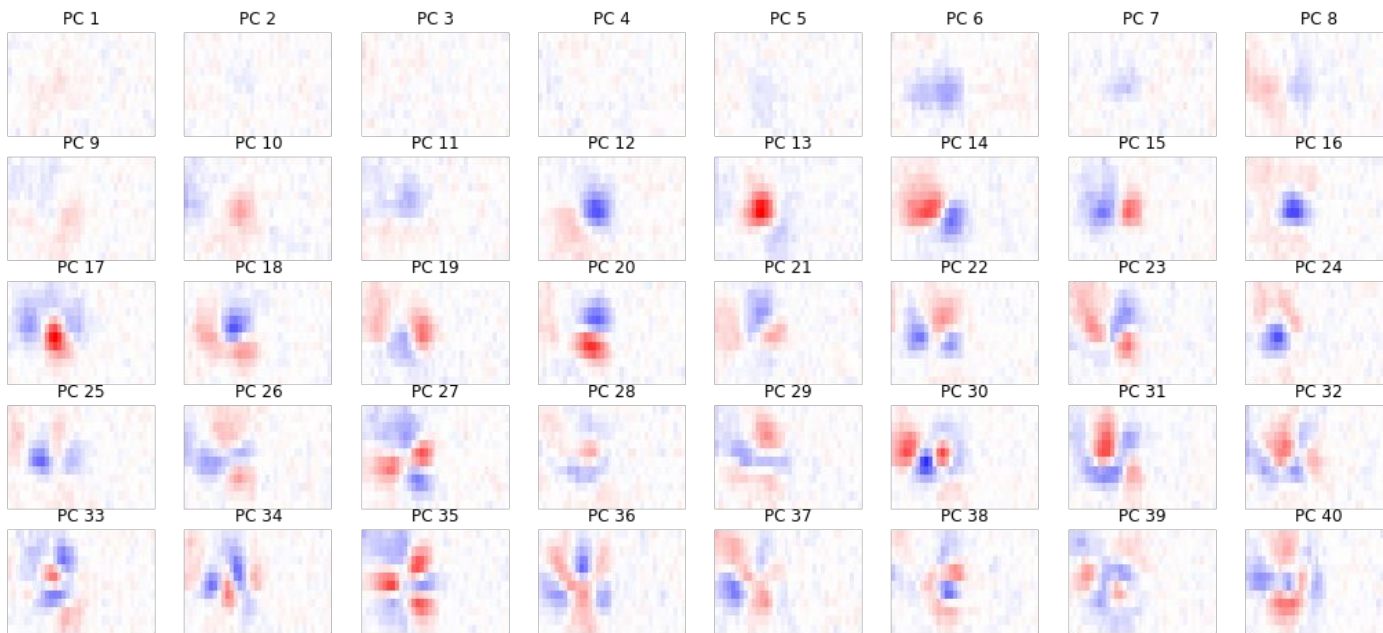 PC 1 PC 2 PC 3 PC 4 PC 5 PC 6 PC 7 PC 8
PC 9 PC 10 PC 11 PC 12 PC 13 PC 14 PC 15 PC 16
PC 17 PC 18 PC 19 PC 20 PC 21 PC 22 PC 23 PC 24
PC 25 PC 26 PC 27 PC 28 PC 29 PC 30 PC 31 PC 32
PC 33 PC 34 PC 35 PC 36 PC 37 PC 38 PC 39 PC 40